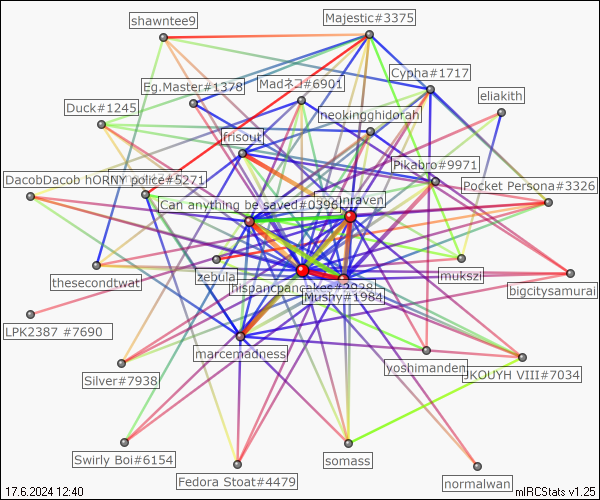 shawntee9
Majestic#3375
Cypha#1717
Eg.Master#1378
Madネコ#6901
eliakith
Duck#1245
neokingghidorah
frisout
Pikabro#9971
DacobDacob hORNY police#5271
Pocket Persona#3326
Can anything be saved#0396
onraven
zebula
mukszi
thesecondtwat
hispanicpancakes#2938
bigcitysamurai
Mushy#1984
LPK2387 #7690
marcemadness
yoshimanden
JKOUYH VIII#7034
Silver#7938
Swirly Boi#6154
somass
Fedora Stoat#4479
normalwan
17.6.2024 12:40
mIRCStats v1.25